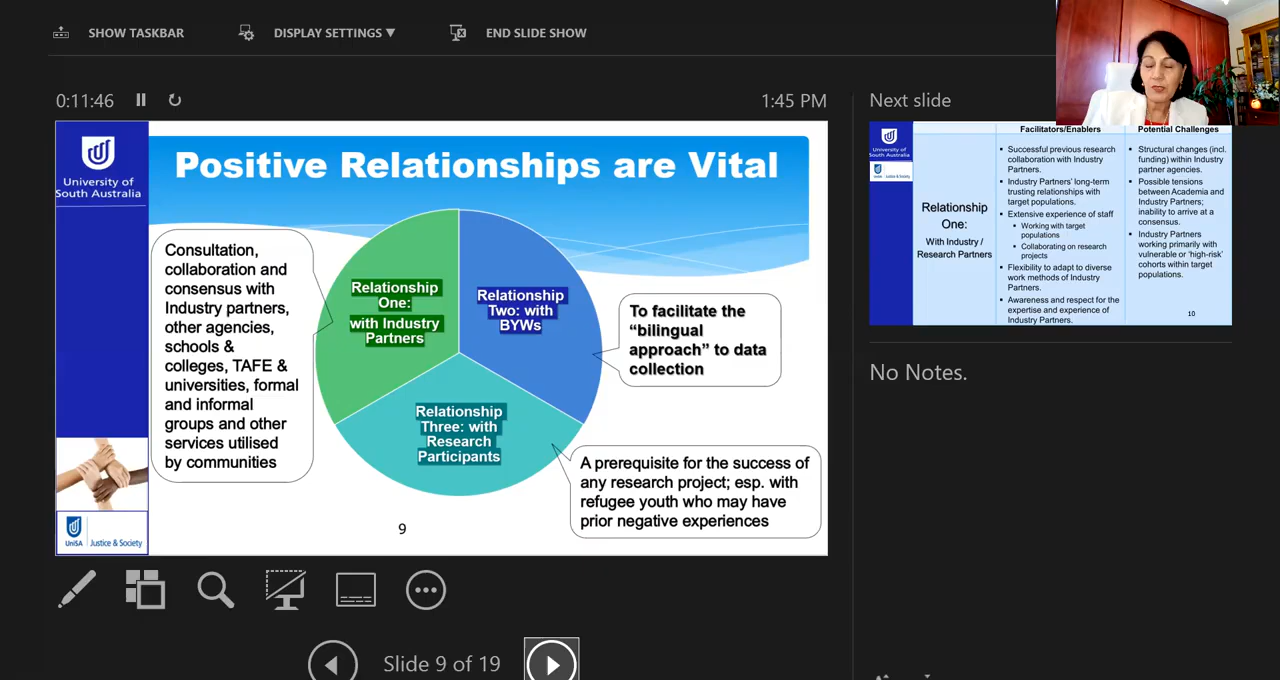 SHOW TASKBAR
DISPLAY SETTINGS ▼
END SLIDE SHOW
0:11:46
1:45 PM
Next slide
University of
South Australia
Positive Relationships are Vital
Consultation,
collaboration and
consensus with
Industry partners,
other agencies,
schools &
colleges, TAFE &
universities, formal
and informal
groups and other
services utilised
by communities
Relationship
One:
with Industry
Partners
Relationship
Two: with
BYWs
Relationship
Three: with
Research
Participants
To facilitate the
“bilingual
approach” to data
collection
A prerequisite for the success of
any research project; esp. with
refugee youth who may have
prior negative experiences
9
UniSA
Justice & Society
University of
South Australia
Justice & Society
Relationship
One:
With Industry /
Research Partners
Facilitators/Enablers
Successful previous research
collaboration with Industry
Partners.
Industry Partners’ long-term
trusting relationships with
target populations.
Extensive experience of staff
Working with target
populations
Collaborating on research
projects
Flexibility to adapt to diverse
work methods of Industry
Partners.
Awareness and respect for the
expertise and experience of
Industry Partners.
Potential Challenges
Structural changes (incl.
funding) within Industry
partner agencies.
Possible tensions
between Academia and
Industry Partners;
inability to arrive at a
consensus.
Industry Partners
working primarily with
vulnerable or ‘high-risk’
cohorts within target
populations.
10
No Notes.
Slide 9 of 19